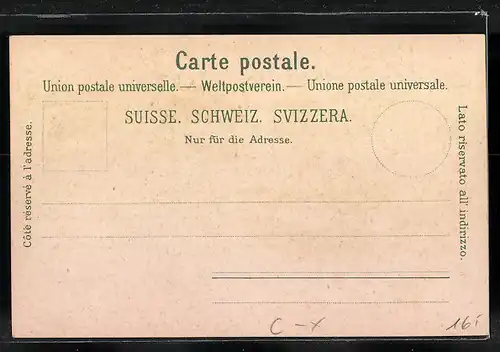 Carte postale.
Union postale universelle. — Weltpostverein. — Unione postale universale.
SUISSE. SCHWEIZ. SVIZZERA.
Nur für die Adresse.
Côté réservé à l'adresse.
Lato riservato all' indirizzo.
C-x